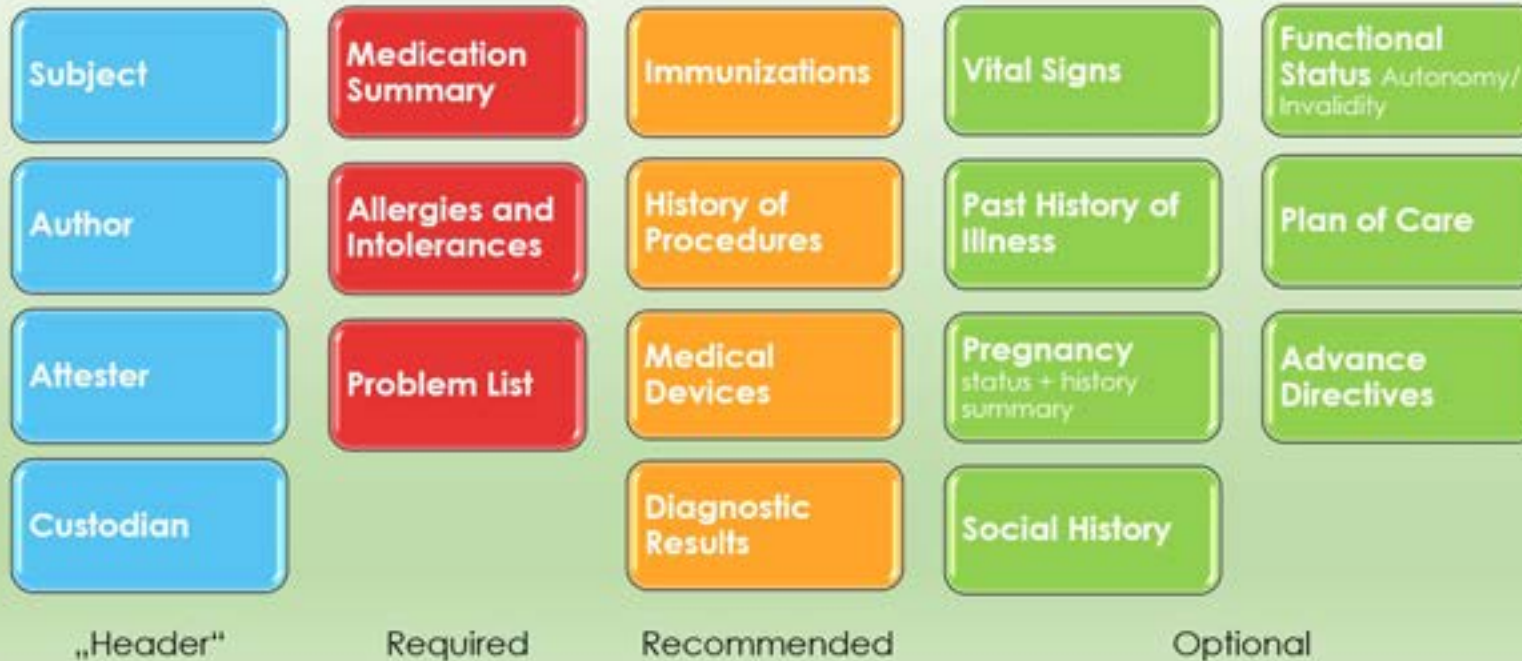 Subject
Author
Attester
Custodian
„Header“
Medication
Summary
Allergies and
Intolerances
Problem List
Required
Immunizations
History of
Procedures
Medical
Devices
Diagnostic
Results
Recommended
Vital Signs
Past History of
Illness
Pregnancy
status + history
summary
Social History
Functional
Status Autonomy/
Invalidity
Plan of Care
Advance
Directives
Optional